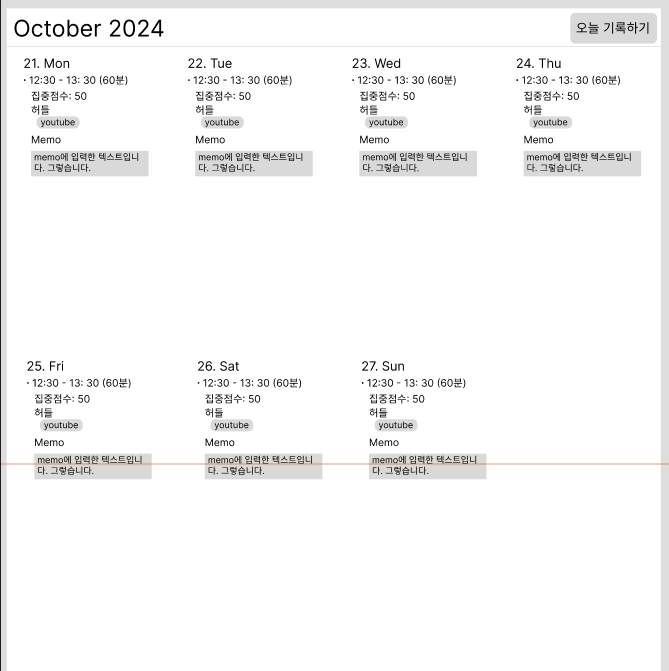 October 2024
오늘 기록하기
21. Mon
• 12:30 - 13: 30 (60분)
집중점수: 50
허들
youtube
Memo
memo에 입력한 텍스트입니
다. 그렇습니다.
22. Tue
• 12:30 - 13: 30 (60분)
집중점수: 50
허들
youtube
Memo
memo에 입력한 텍스트입니
다. 그렇습니다.
23. Wed
• 12:30 - 13: 30 (60분)
집중점수: 50
허들
youtube
Memo
memo에 입력한 텍스트입니
다. 그렇습니다.
24. Thu
• 12:30 - 13: 30 (60분)
집중점수: 50
허들
youtube
Memo
memo에 입력한 텍스트입니
다. 그렇습니다.
25. Fri
• 12:30 - 13: 30 (60분)
집중점수: 50
허들
youtube
Memo
memo에 입력한 텍스트입니
다. 그렇습니다.
26. Sat
• 12:30 - 13: 30 (60분)
집중점수: 50
허들
youtube
Memo
memo에 입력한 텍스트입니
다. 그렇습니다.
27. Sun
• 12:30 - 13: 30 (60분)
집중점수: 50
허들
youtube
Memo
memo에 입력한 텍스트입니
다. 그렇습니다.